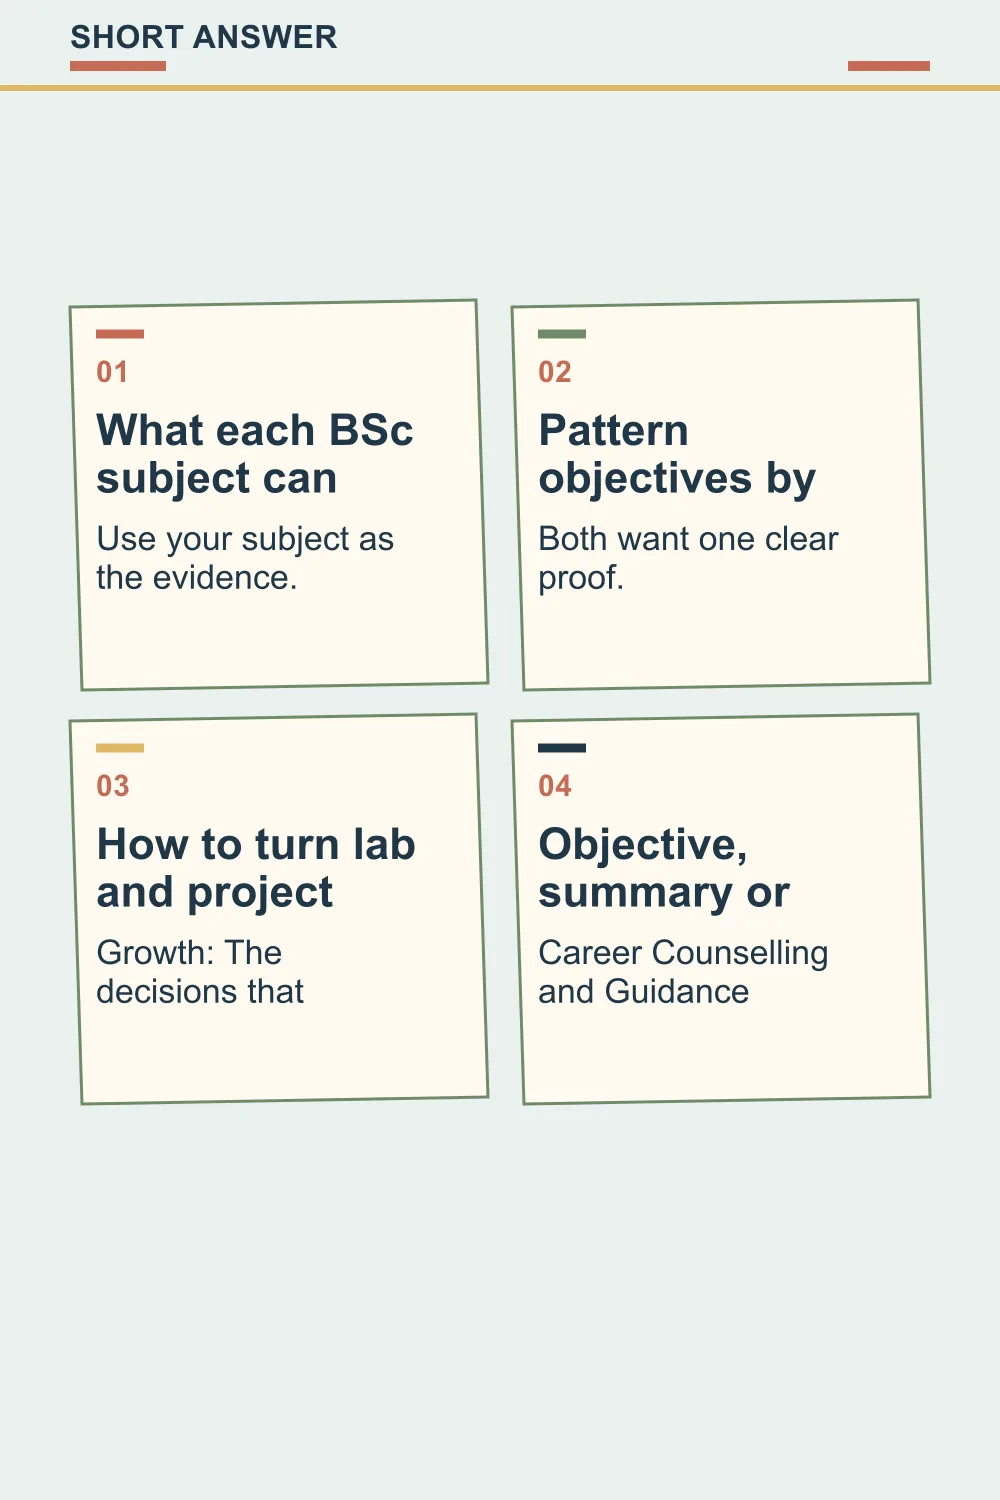 SHORT ANSWER
01
What each BSc
subject can
Use your subject as
the evidence.
02
Pattern
objectives by
Both want one clear
proof.
03
How to turn lab
and project
Growth: The
decisions that
04
Objective,
summary or
Career Counselling
and Guidance